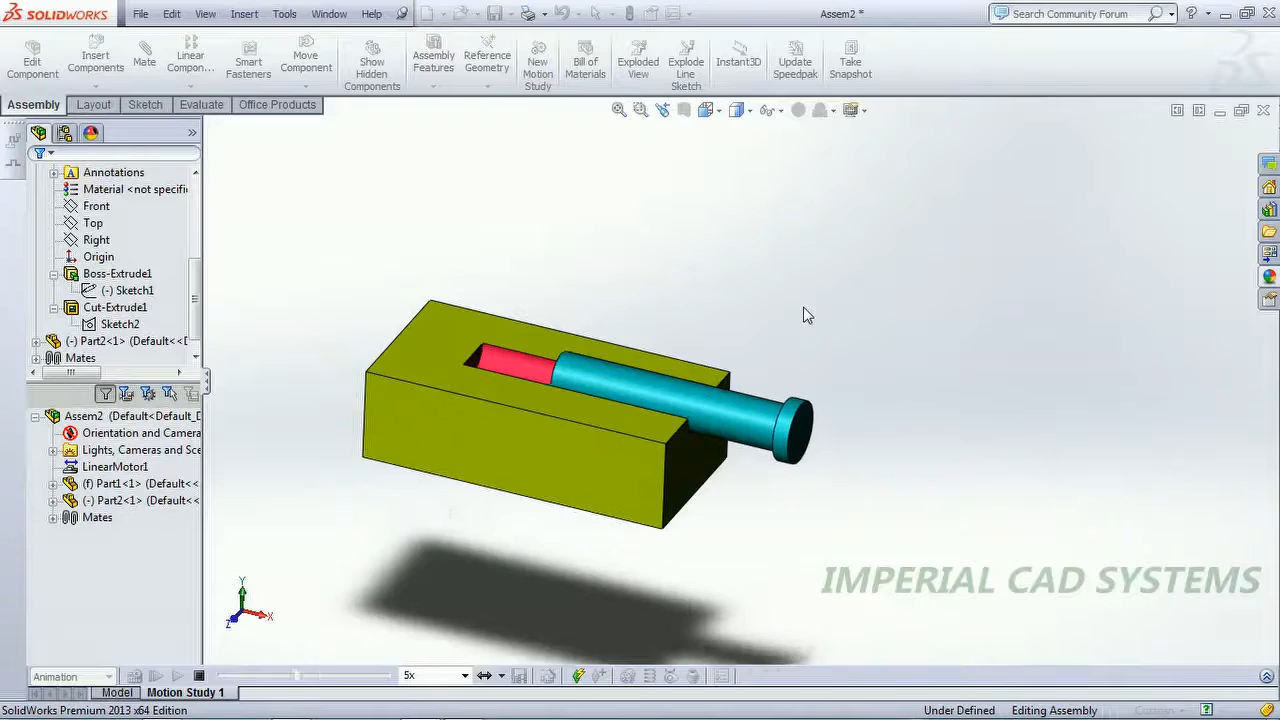 SOLIDWORKS File Edit View Insert Tools Window Help Assem2 * Search Community Forum
Edit Component
Insert Components
Mate
Linear Compon...
Smart Fasteners
Move Component
Show Hidden Components
Assembly Features
Reference Geometry
New Motion Study
Bill of Materials
Exploded View
Explode Line Sketch
Instant3D
Update Speedpak
Take Snapshot
Assembly Layout Sketch Evaluate Office Products
Annotations
Material <not specifi
Front
Top
Right
Origin
Boss-Extrude1
(-) Sketch1
Cut-Extrude1
Sketch2
(-) Part2<1> (Default<<D
Mates
Assem2 (Default<Default_D
Orientation and Camera
Lights, Cameras and Sce
LinearMotor1
(f) Part1<1> (Default<<
(-) Part2<1> (Default<<
Mates
Y
X
Z
IMPERIAL CAD SYSTEMS
Animation 5x
Model Motion Study 1
SolidWorks Premium 2013 x64 Edition Under Defined Editing Assembly Custom